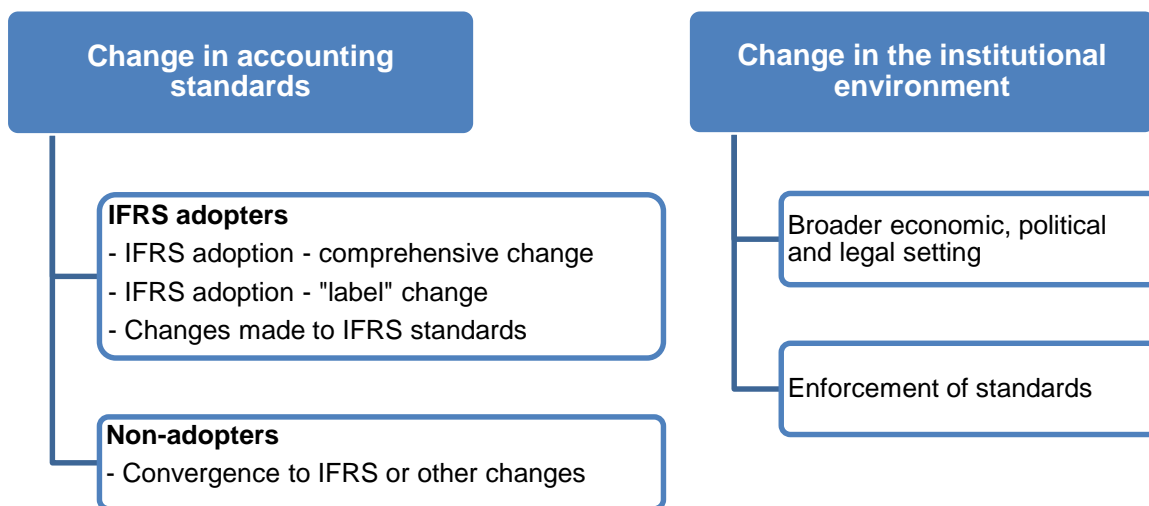 Change in accounting
standards
IFRS adopters
- IFRS adoption - comprehensive change
- IFRS adoption - "label" change
- Changes made to IFRS standards
Non-adopters
- Convergence to IFRS or other changes
Change in the institutional
environment
Broader economic, political
and legal setting
Enforcement of standards